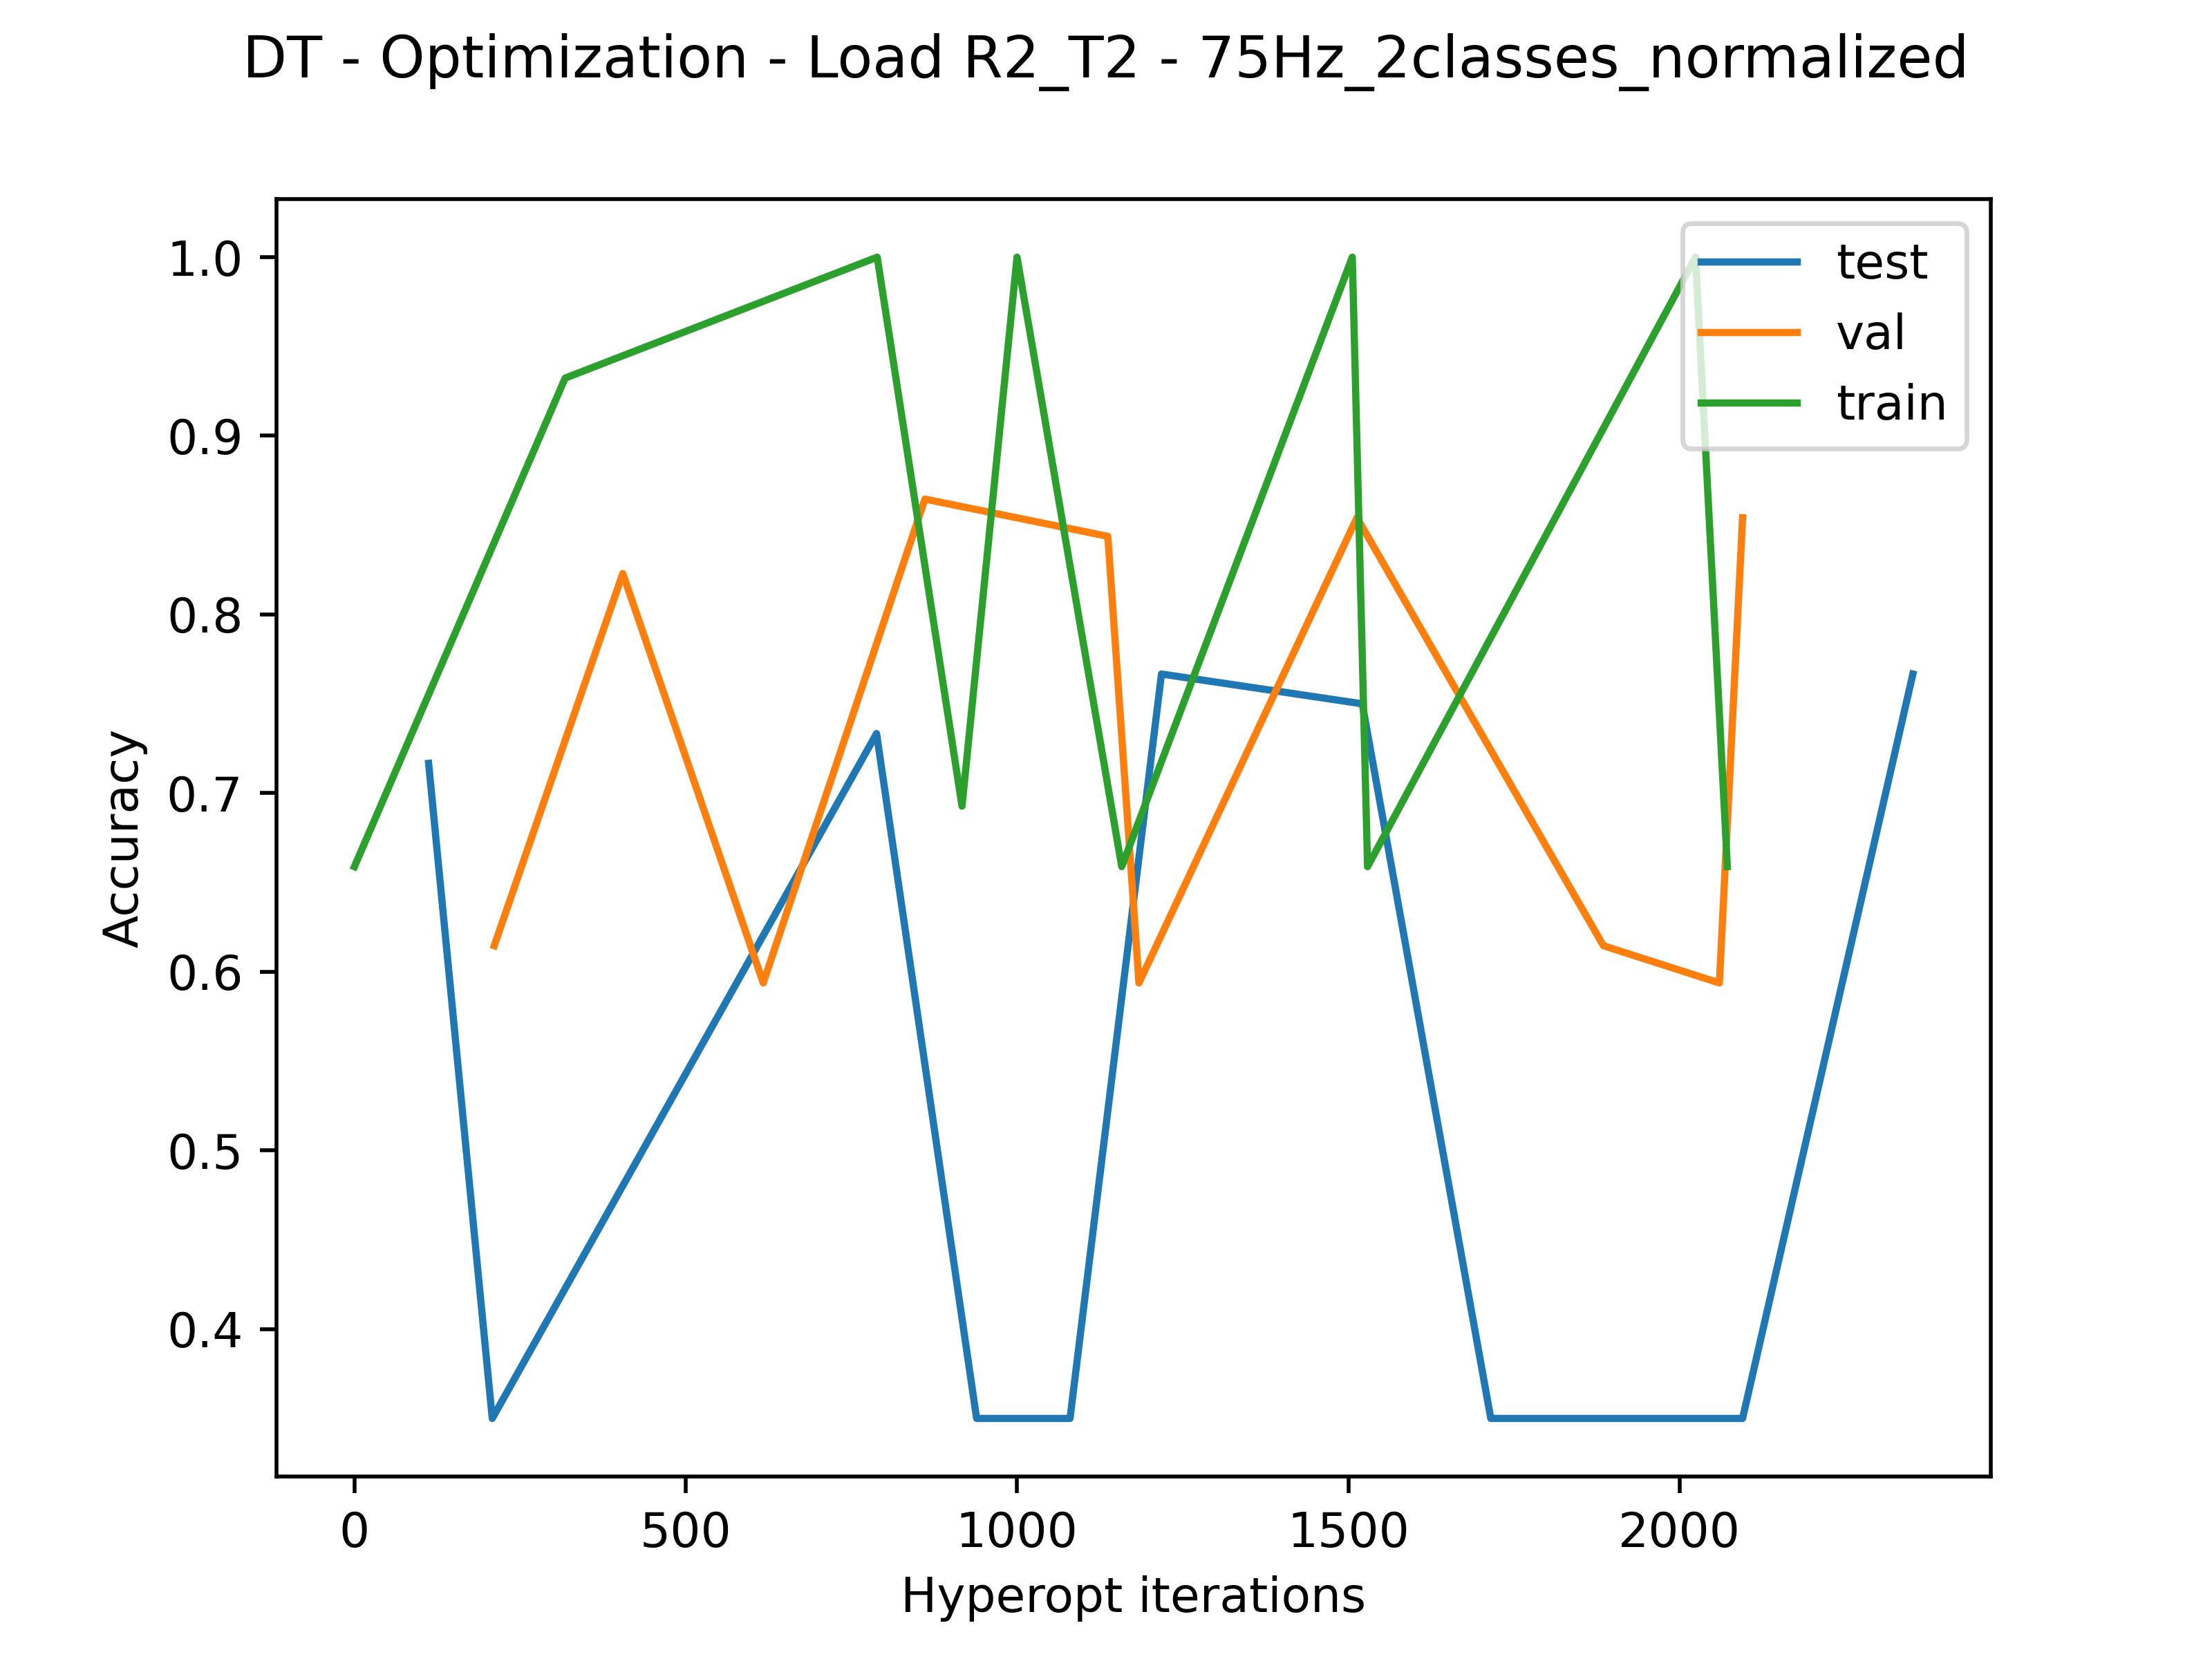 DT - Optimization - Load R2_T2 - 75Hz_2classes_normalized
test
val
train
1.0
0.9
0.8
0.7
0.6
0.5
0.4
Accuracy
0 500 1000 1500 2000
Hyperopt iterations